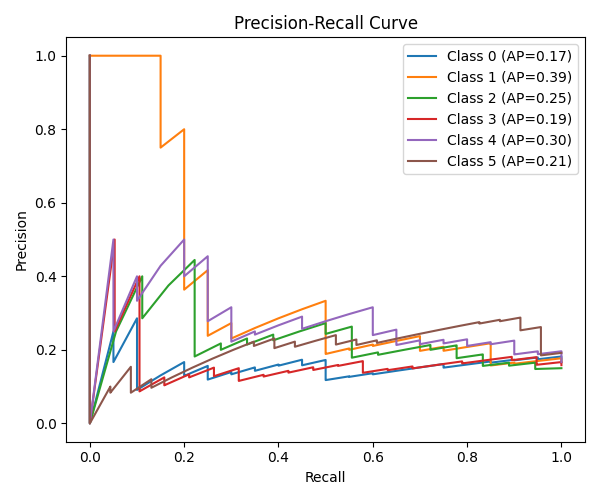 Precision-Recall Curve
Precision
1.0
0.8
0.6
0.4
0.2
0.0
Class 0 (AP=0.17)
Class 1 (AP=0.39)
Class 2 (AP=0.25)
Class 3 (AP=0.19)
Class 4 (AP=0.30)
Class 5 (AP=0.21)
0.0 0.2 0.4 0.6 0.8 1.0
Recall